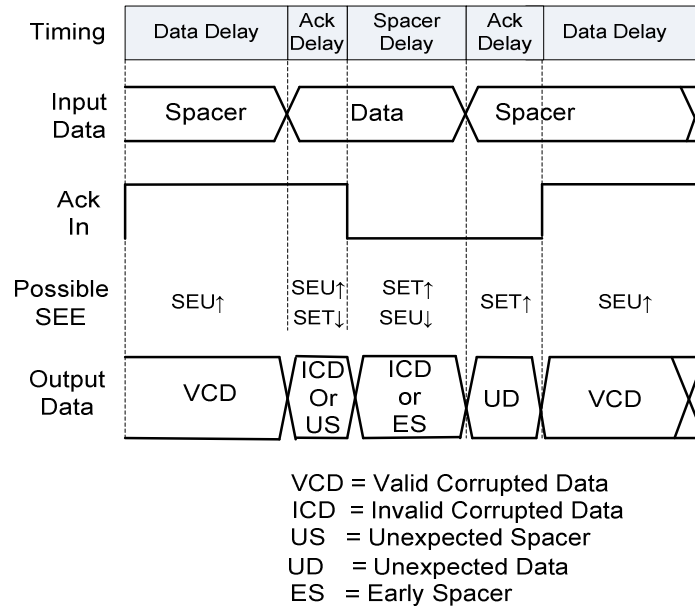 Timing
Data Delay
Ack
Delay
Spacer
Delay
Ack
Delay
Data Delay
Input
Data
Spacer
Data
Spacer
Ack
In
Possible
SEE
SEU↑
SEU↑
SET↓
SET↑
SEU↓
SET↑
SEU↑
Output
Data
VCD
ICD
Or
US
ICD
or
ES
UD
VCD
VCD = Valid Corrupted Data
ICD = Invalid Corrupted Data
US = Unexpected Spacer
UD = Unexpected Data
ES = Early Spacer